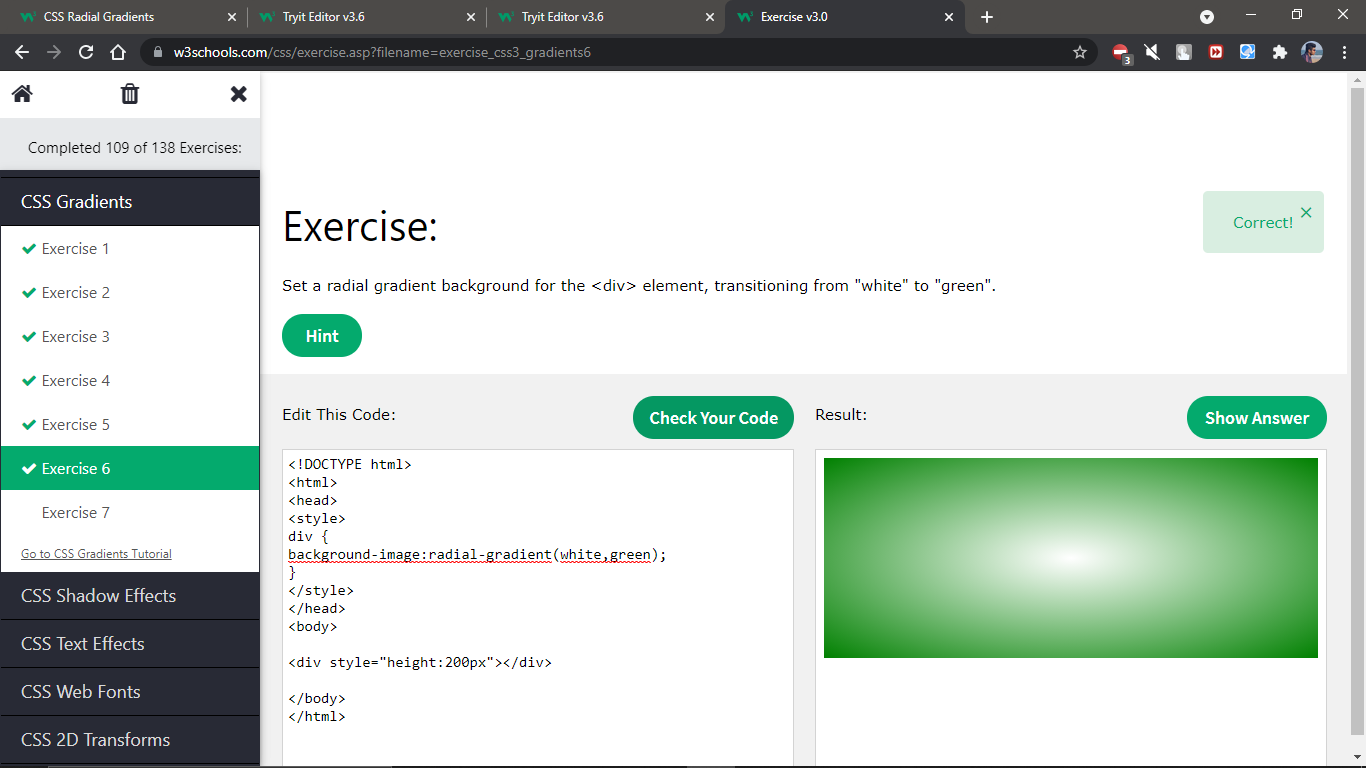 CSS Radial Gradients
Tryit Editor v3.6
Tryit Editor v3.6
Exercise v3.0
w3schools.com/css/exercise.asp?filename=exercise_css3_gradients6
3
Completed 109 of 138 Exercises:
CSS Gradients
Exercise 1
Exercise 2
Exercise 3
Exercise 4
Exercise 5
Exercise 6
Exercise 7
Go to CSS Gradients Tutorial
CSS Shadow Effects
CSS Text Effects
CSS Web Fonts
CSS 2D Transforms
Exercise:
Correct!
Set a radial gradient background for the <div> element, transitioning from "white" to "green".
Hint
Edit This Code:
Check Your Code
<!DOCTYPE html>
<html>
<head>
<style>
div {
background-image:radial-gradient(white,green);
}
</style>
</head>
<body>
<div style="height:200px"></div>
</body>
</html>
Result:
Show Answer